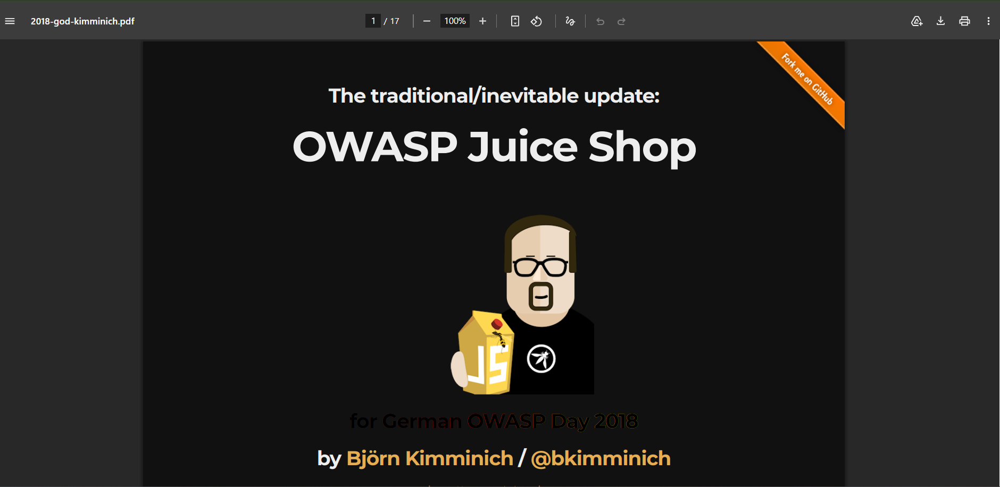 2018-god-kimminich.pdf
1 / 17
100%
Fork me on GitHub
The traditional/inevitable update:
OWASP Juice Shop
JS
for German OWASP Day 2018
by Björn Kimminich / @bkimminich